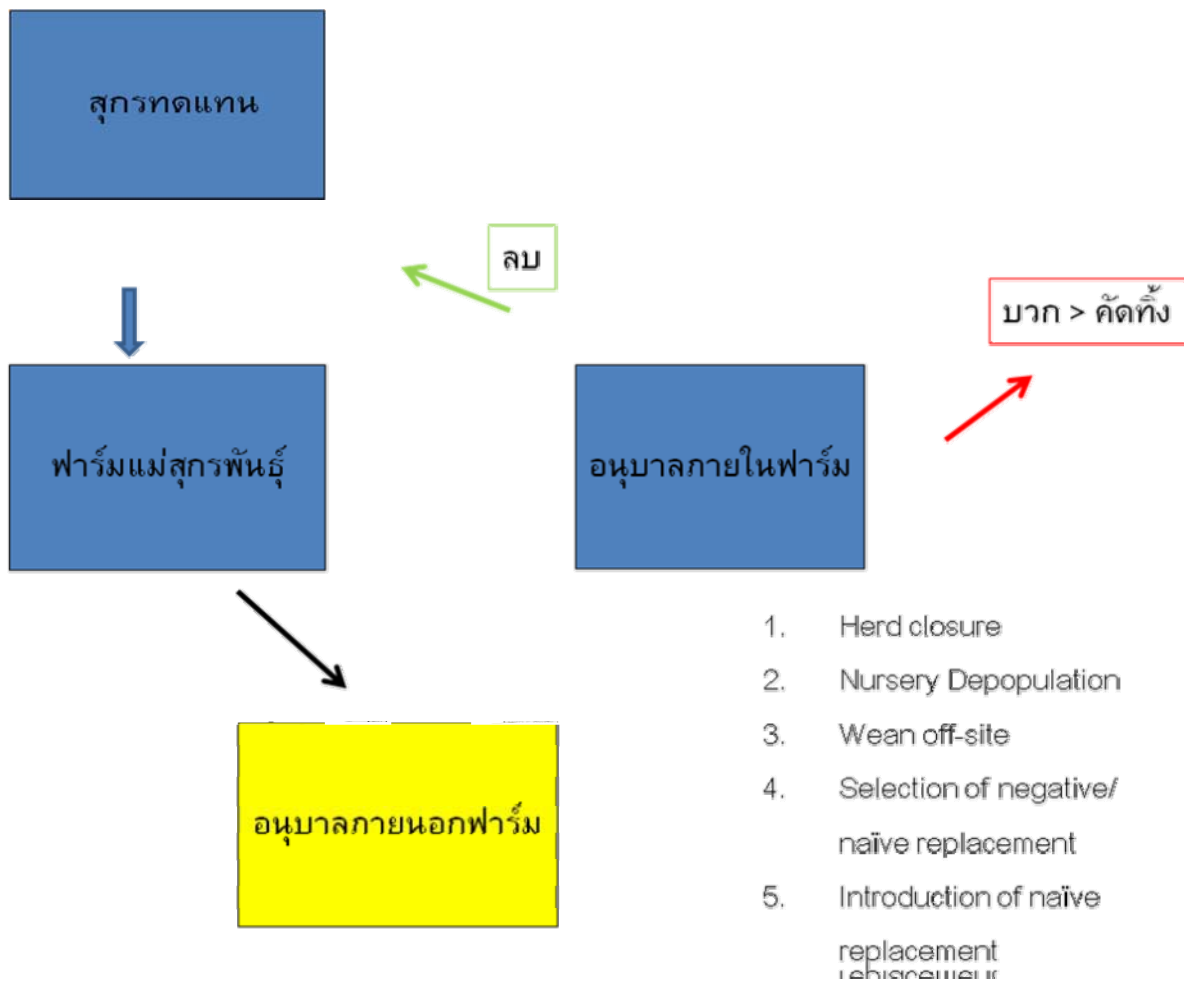 สุกรทดแทน
ลบ
บวก > คัดทิ้ง
ฟาร์มแม่สุกรพันธุ์
อนุบาลภายในฟาร์ม
อนุบาลภายนอกฟาร์ม
1. Herd closure
2. Nursery Depopulation
3. Wean off-site
4. Selection of negative/
naïve replacement
5. Introduction of naïve
replacement